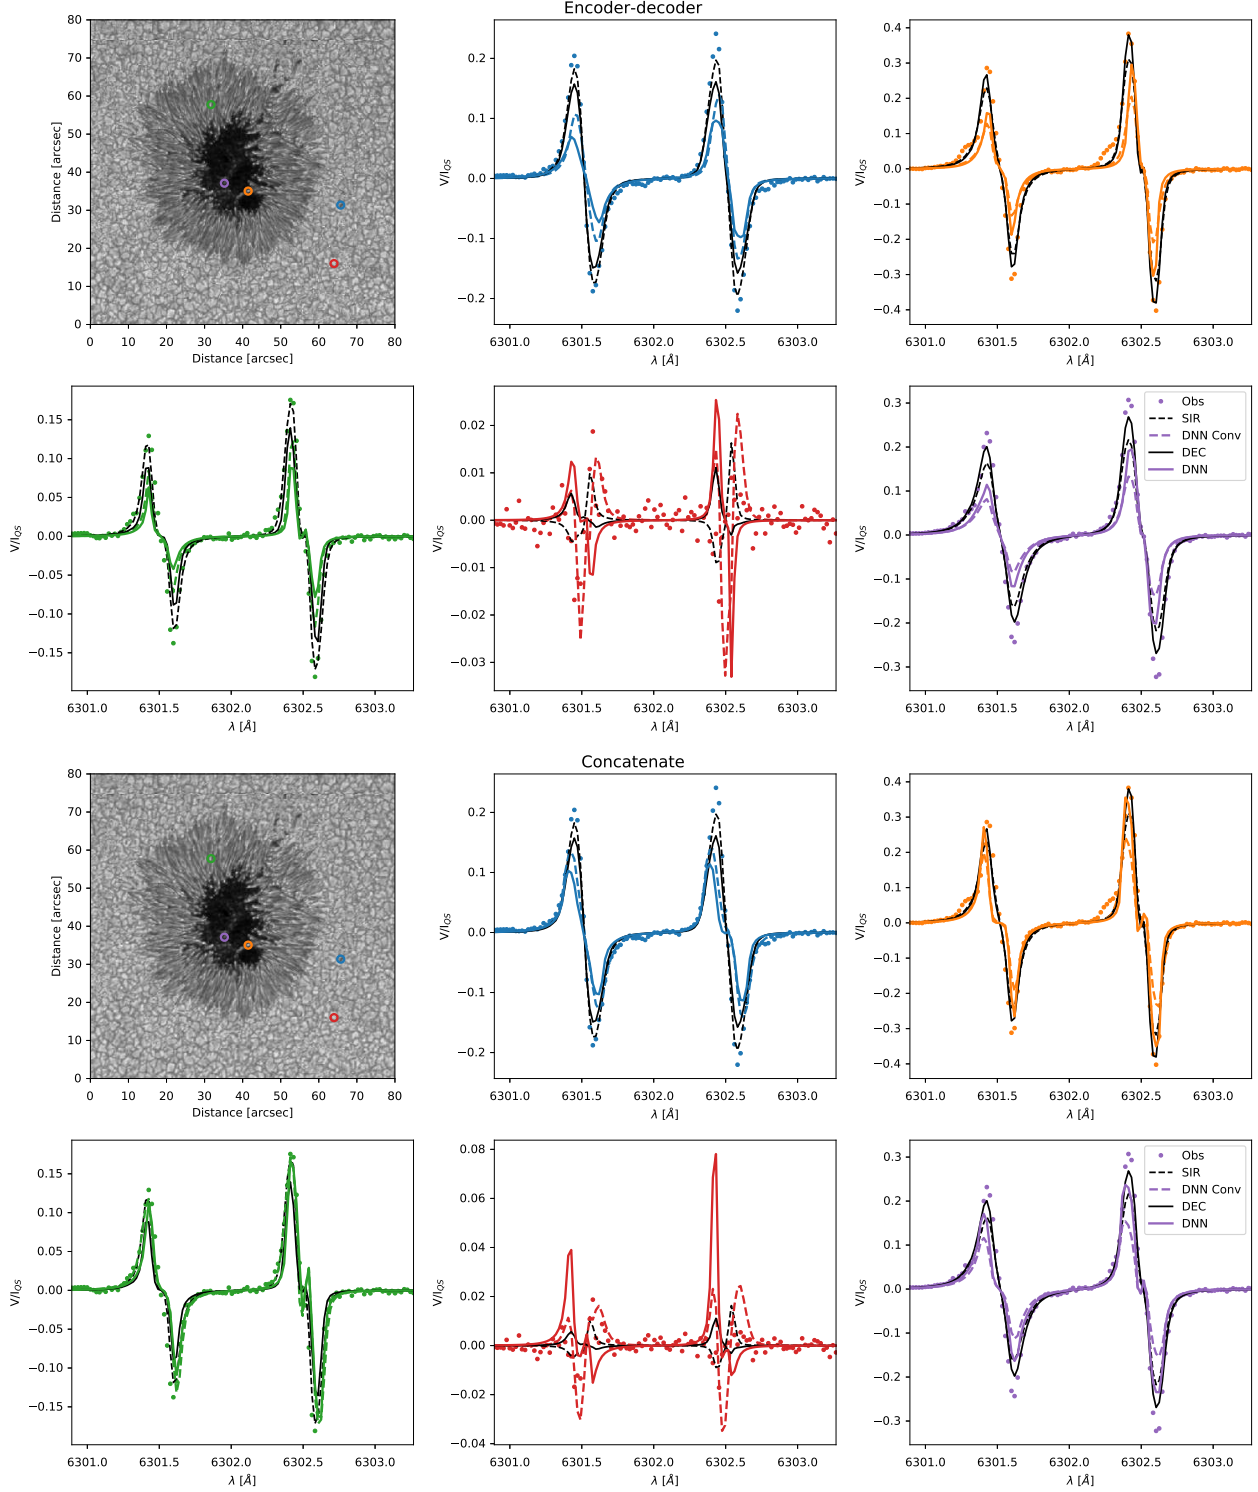 Encoder-decoder
80
70
60
50
40
30
20
10
0
Distance [arcsec]
0 10 20 30 40 50 60 70 80
Distance [arcsec]
0.2
0.1
0.0
−0.1
−0.2
V/I_QS
6301.0 6301.5 6302.0 6302.5 6303.0
λ [Å]
0.4
0.3
0.2
0.1
0.0
−0.1
−0.2
−0.3
−0.4
V/I_QS
6301.0 6301.5 6302.0 6302.5 6303.0
λ [Å]
0.15
0.10
0.05
0.00
−0.05
−0.10
−0.15
V/I_QS
6301.0 6301.5 6302.0 6302.5 6303.0
λ [Å]
0.02
0.01
0.00
−0.01
−0.02
−0.03
V/I_QS
6301.0 6301.5 6302.0 6302.5 6303.0
λ [Å]
0.3
0.2
0.1
0.0
−0.1
−0.2
−0.3
V/I_QS
6301.0 6301.5 6302.0 6302.5 6303.0
λ [Å]
Obs
SIR
DNN Conv
DEC
DNN
Concatenate
80
70
60
50
40
30
20
10
0
Distance [arcsec]
0 10 20 30 40 50 60 70 80
Distance [arcsec]
0.2
0.1
0.0
−0.1
−0.2
V/I_QS
6301.0 6301.5 6302.0 6302.5 6303.0
λ [Å]
0.4
0.3
0.2
0.1
0.0
−0.1
−0.2
−0.3
−0.4
V/I_QS
6301.0 6301.5 6302.0 6302.5 6303.0
λ [Å]
0.15
0.10
0.05
0.00
−0.05
−0.10
−0.15
V/I_QS
6301.0 6301.5 6302.0 6302.5 6303.0
λ [Å]
0.08
0.06
0.04
0.02
0.00
−0.02
−0.04
V/I_QS
6301.0 6301.5 6302.0 6302.5 6303.0
λ [Å]
0.3
0.2
0.1
0.0
−0.1
−0.2
−0.3
V/I_QS
6301.0 6301.5 6302.0 6302.5 6303.0
λ [Å]
Obs
SIR
DNN Conv
DEC
DNN